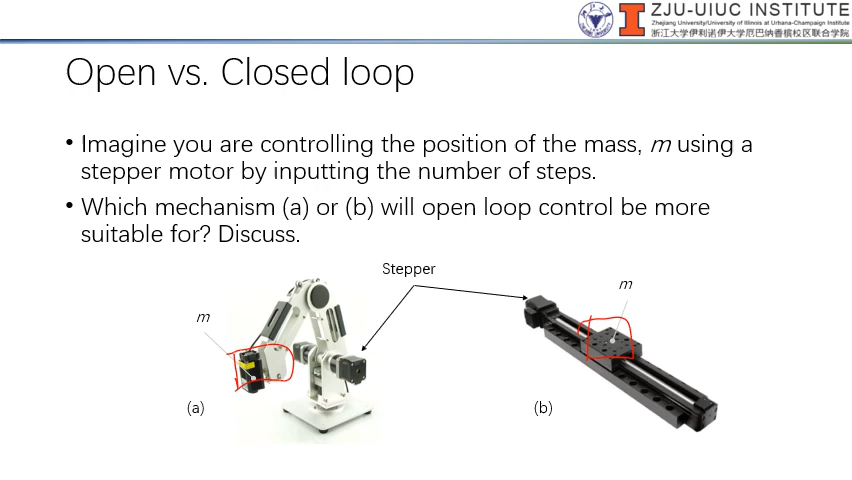 ZJU-UIUC INSTITUTE
Zhejiang University/University of Illinois at Urbana-Champaign Institute
浙江大学伊利诺伊大学厄巴纳香槟校区联合学院
Open vs. Closed loop
• Imagine you are controlling the position of the mass, m using a
stepper motor by inputting the number of steps.
• Which mechanism (a) or (b) will open loop control be more
suitable for? Discuss.
Stepper
m
m
(a)
(b)